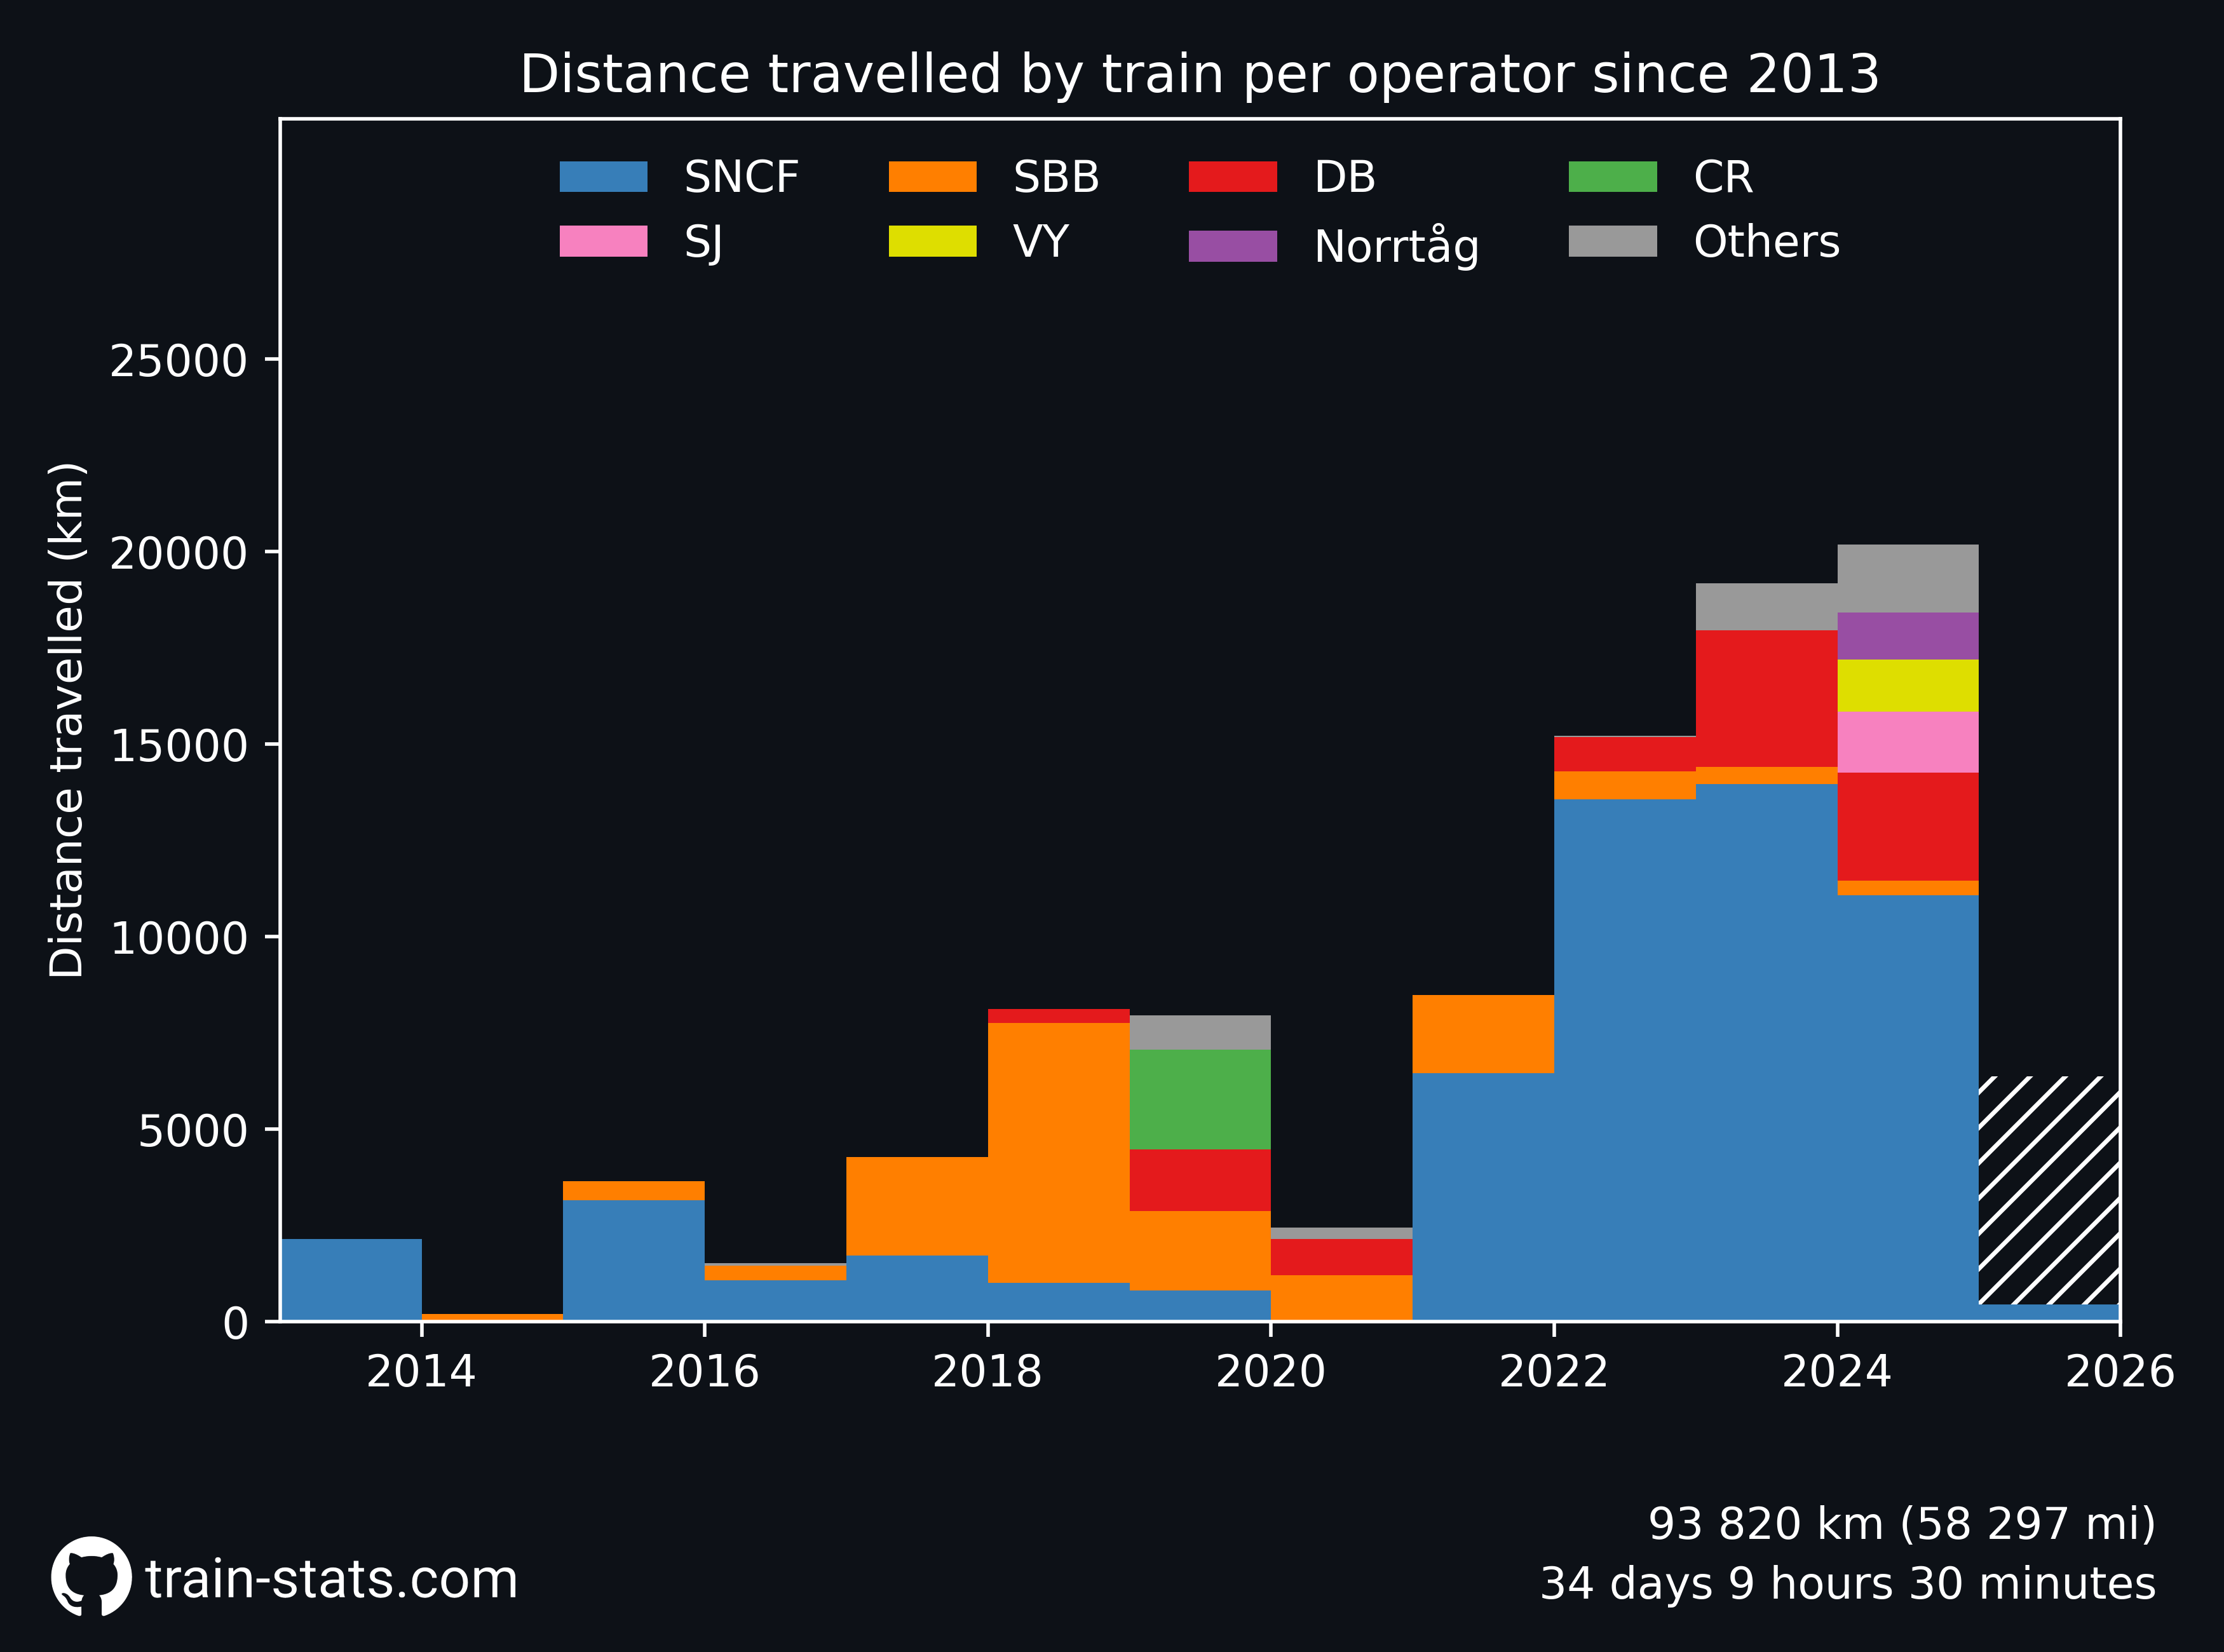 Distance travelled by train per operator since 2013
SNCF SBB DB CR
SJ VY Norrtåg Others
Distance travelled (km)
25000
20000
15000
10000
5000
0
2014 2016 2018 2020 2022 2024 2026
93 820 km (58 297 mi)
train-stats.com
34 days 9 hours 30 minutes